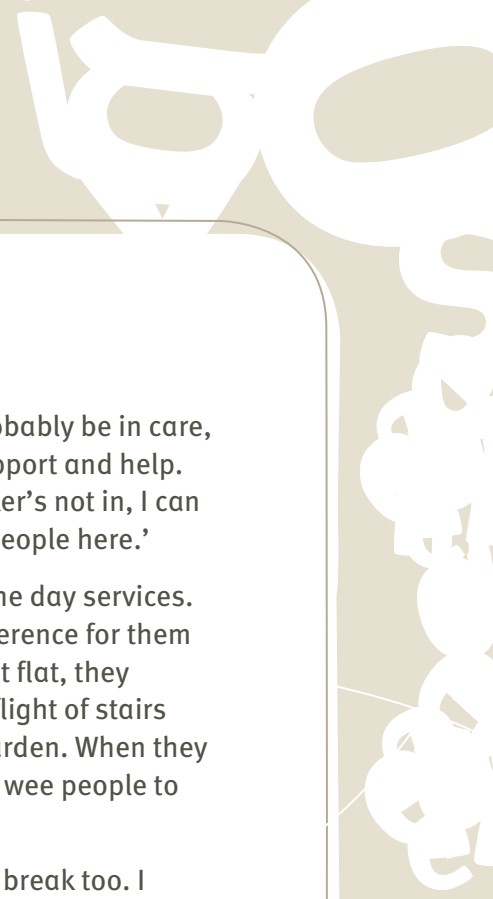 obably be in care,
pport and help.
er’s not in, I can
eople here.’
ne day services.
erence for them
t flat, they
light of stairs
arden. When they
wee people to
break too. I